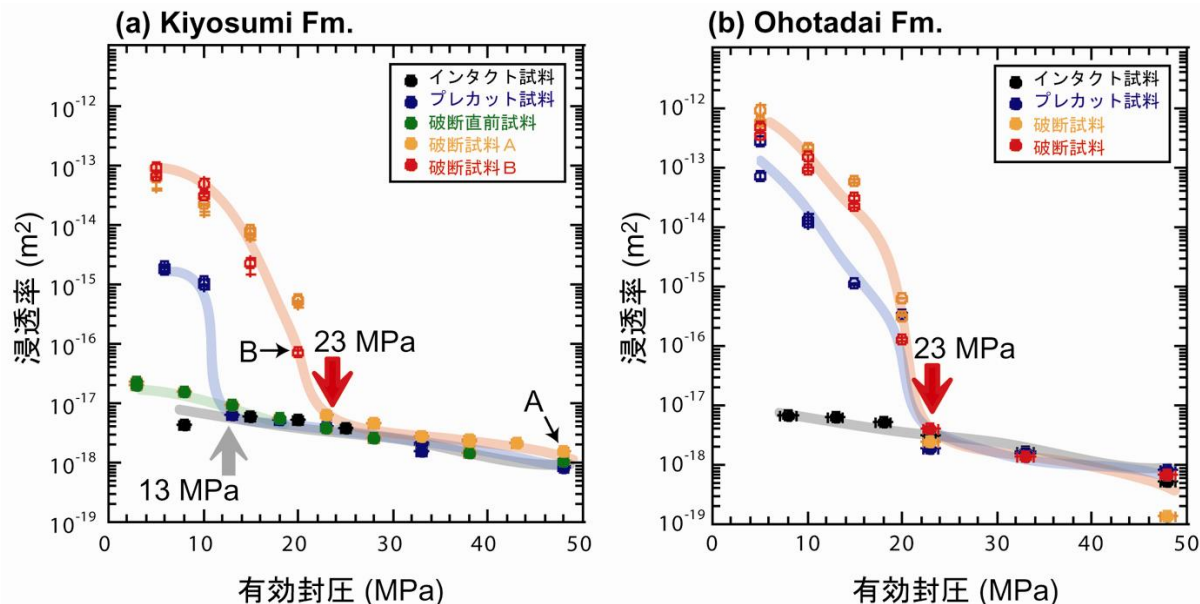 (a) Kiyosumi Fm.
インタクト試料
プレカット試料
破断直前試料
破断試料A
破断試料B
10-12
10-13
10-14
10-15
10-16
10-17
10-18
10-19
浸透率 (m2)
B
23 MPa
A
13 MPa
0
10
20
30
40
50
有効封圧 (MPa)
(b) Ohotadai Fm.
インタクト試料
プレカット試料
破断試料
破断試料
10-12
10-13
10-14
10-15
10-16
10-17
10-18
10-19
浸透率 (m2)
23 MPa
0
10
20
30
40
50
有効封圧 (MPa)